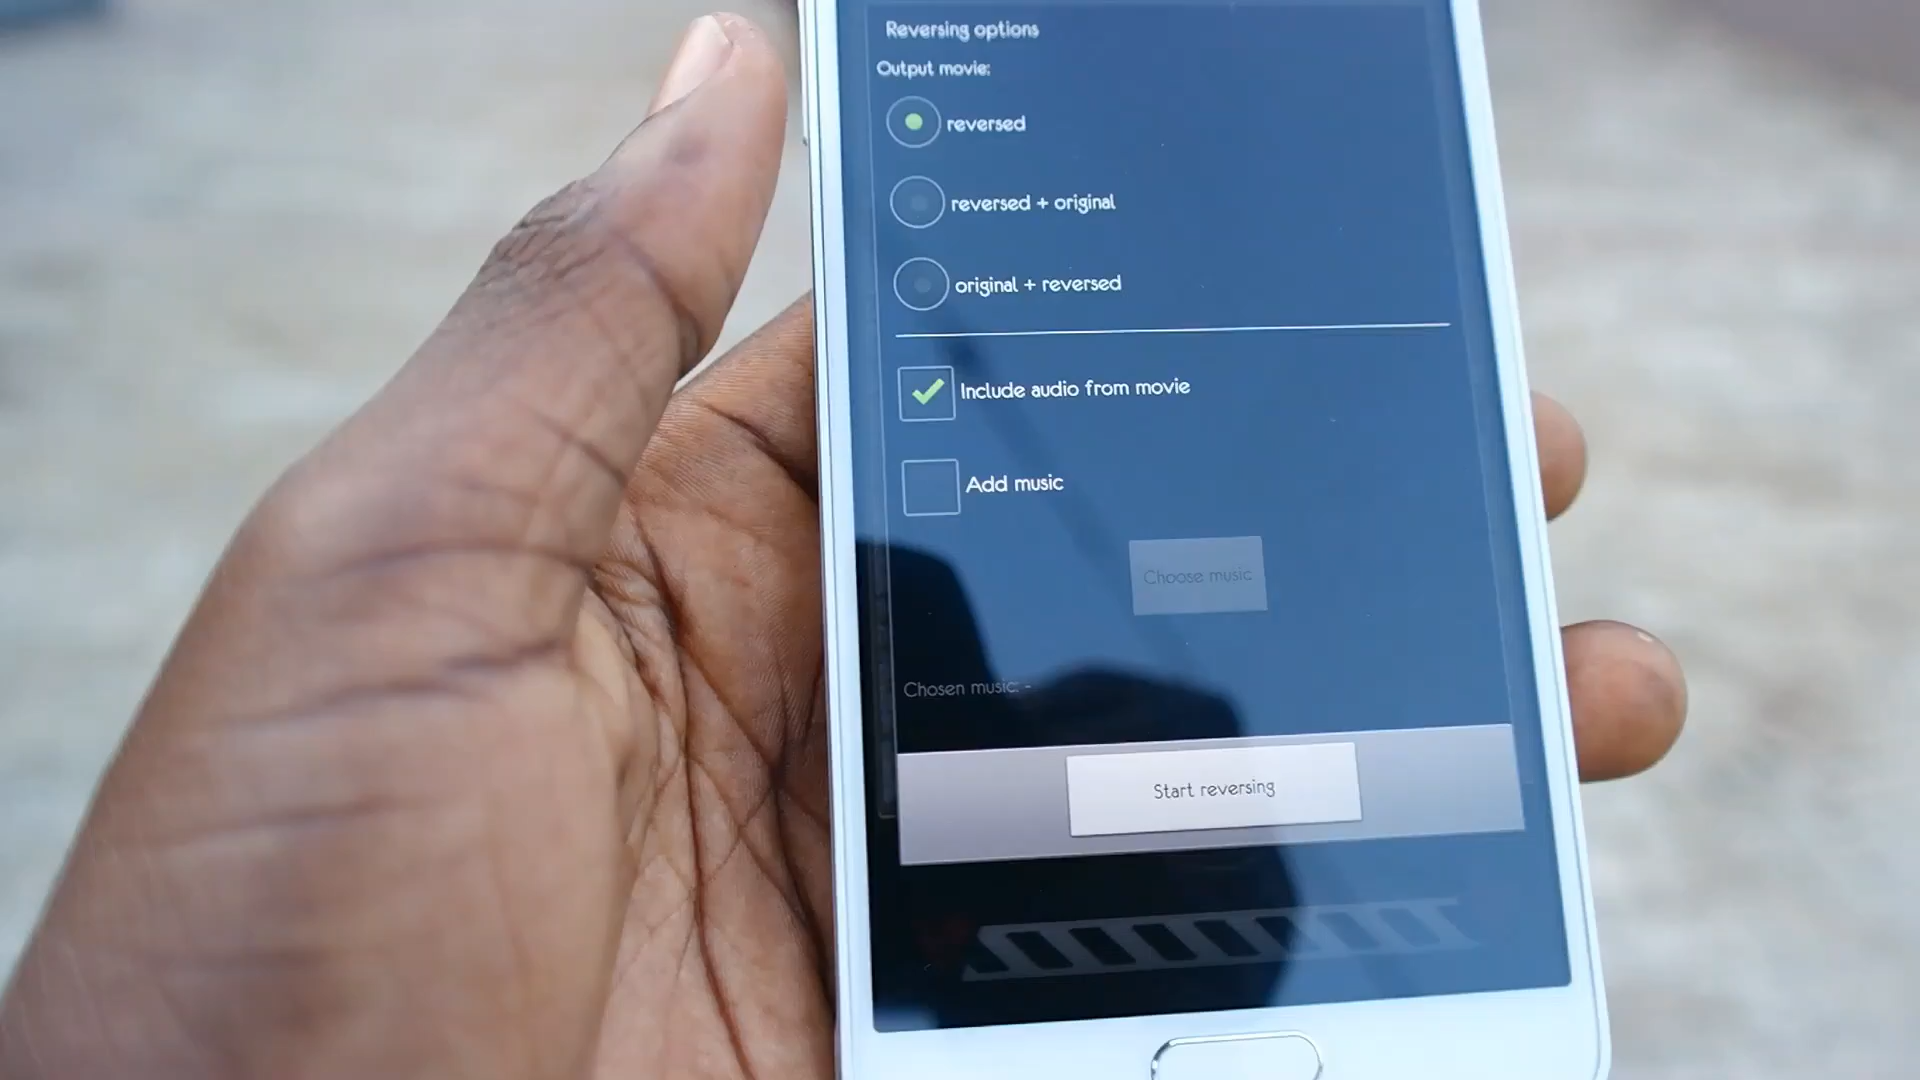 Reversing options
Output movie:
reversed
reversed + original
original + reversed
Include audio from movie
Add music
Choose music
Chosen music: -
Start reversing